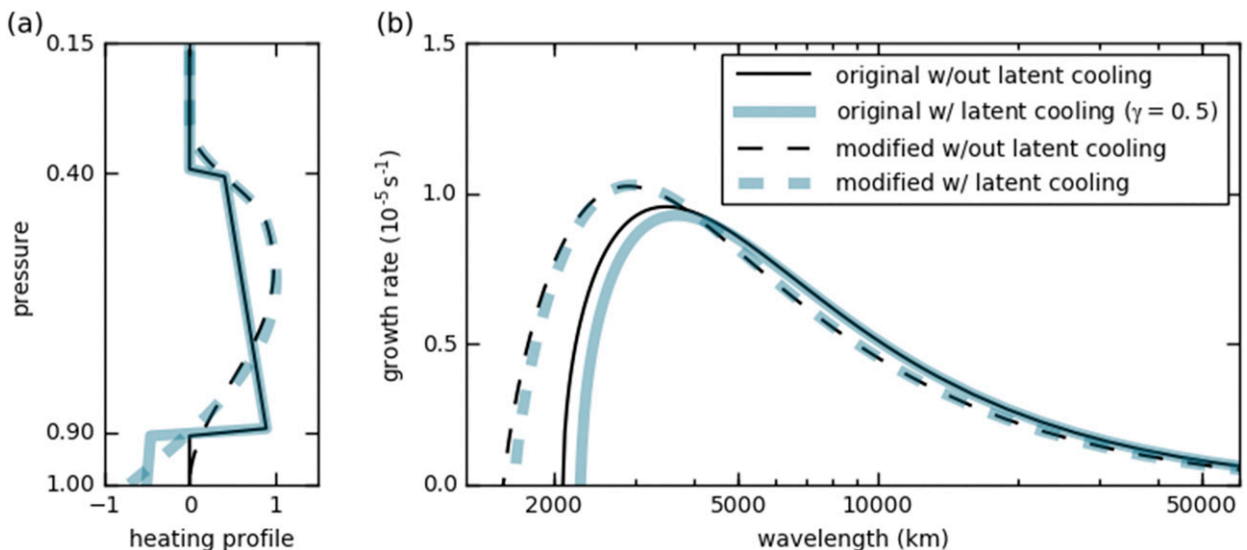 (a)
0.15
0.40
0.90
1.00
pressure
−1 0 1
heating profile
(b)
1.5
1.0
0.5
0.0
growth rate (10⁻⁵ s⁻¹)
original w/out latent cooling
original w/ latent cooling (γ = 0.5)
modified w/out latent cooling
modified w/ latent cooling
2000 5000 10000 50000
wavelength (km)